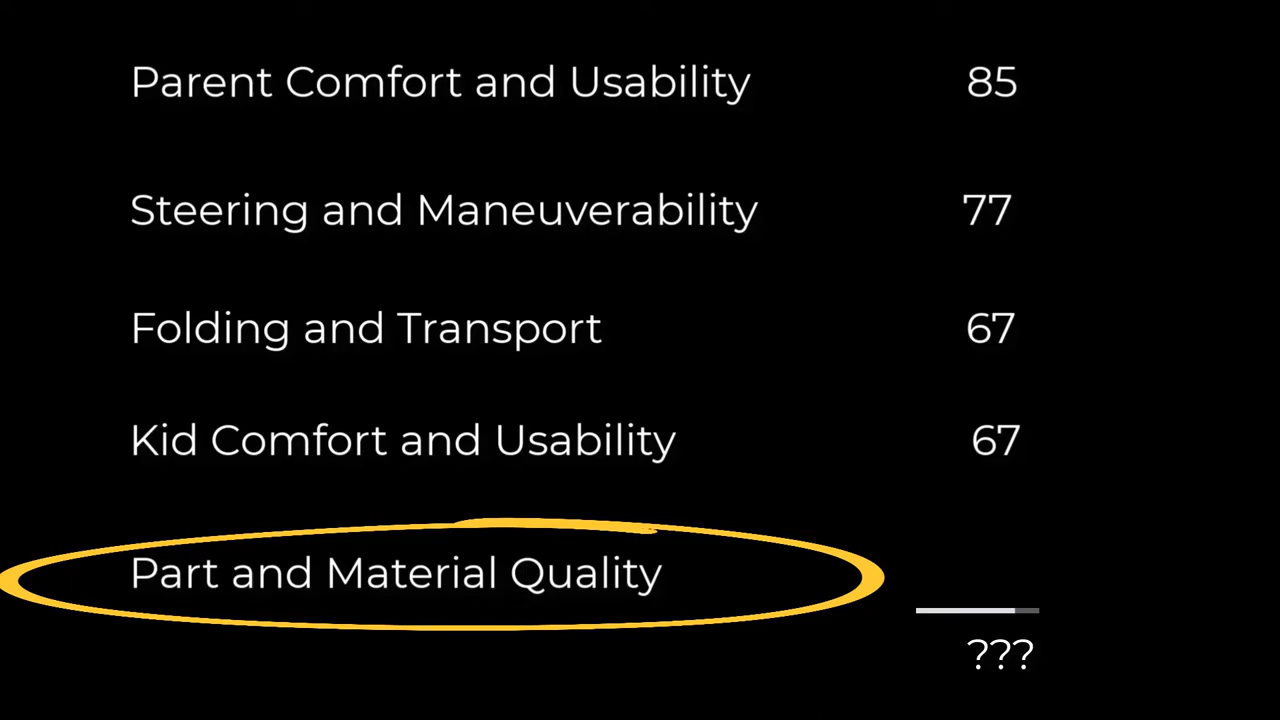 Parent Comfort and Usability 85
Steering and Maneuverability 77
Folding and Transport 67
Kid Comfort and Usability 67
Part and Material Quality
???